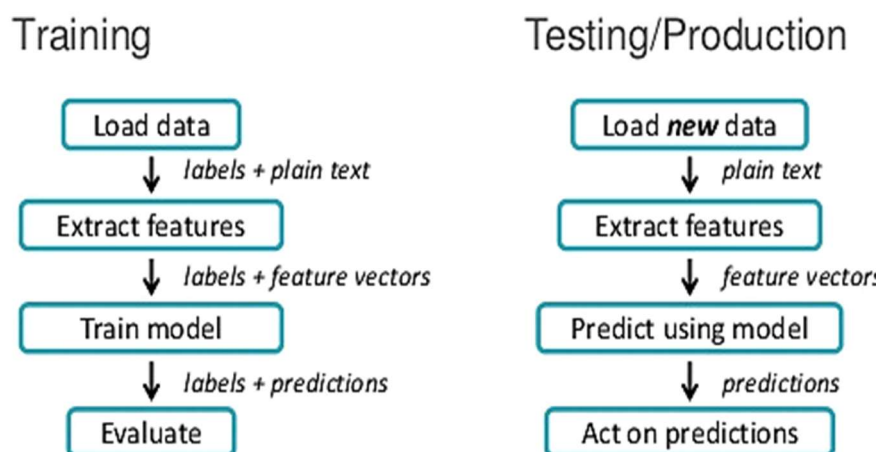 Training
Load data
labels + plain text
Extract features
labels + feature vectors
Train model
labels + predictions
Evaluate
Testing/Production
Load new data
plain text
Extract features
feature vectors
Predict using model
predictions
Act on predictions